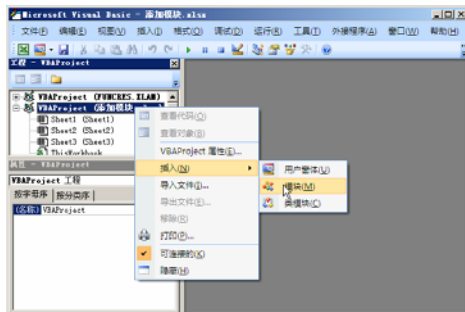 Microsoft Visual Basic - 添加模块.xlsx
文件(F) 编辑(E) 视图(V) 插入(I) 格式(O) 调试(D) 运行(R) 工具(T) 外接程序(A) 窗口(W) 帮助(H)
工程 - VBAProject
VBAProject (FUNCRES.XLAM)
VBAProject (添加模块.xlsx)
Sheet1 (Sheet1)
Sheet2 (Sheet2)
Sheet3 (Sheet3)
ThisWorkbook
属性 - VBAProject
VBAProject 工程
按字母序 按分类序
(名称) VBAProject
查看代码(O)
查看对象(B)
VBAProject 属性(E)...
插入(N)
导入文件(I)...
导出文件(E)...
移除(R)
打印(P)...
可连接的(K)
隐藏(H)
用户窗体(U)
模块(M)
类模块(C)